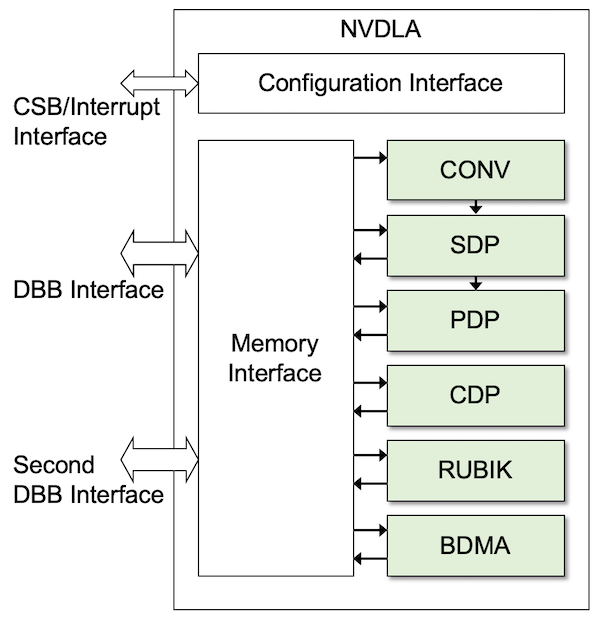 NVDLA
Configuration Interface
CSB/Interrupt
Interface
CONV
SDP
DBB Interface
PDP
Memory
Interface
CDP
Second
DBB Interface
RUBIK
BDMA